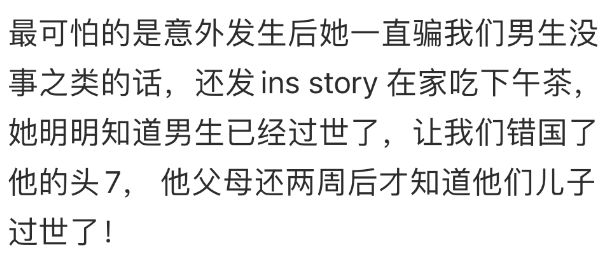 最可怕的是意外发生后她一直骗我们男生没
事之类的话，还发ins story 在家吃下午茶，
她明明知道男生已经过世了，让我们错国了
他的头7， 他父母还两周后才知道他们儿子
过世了！